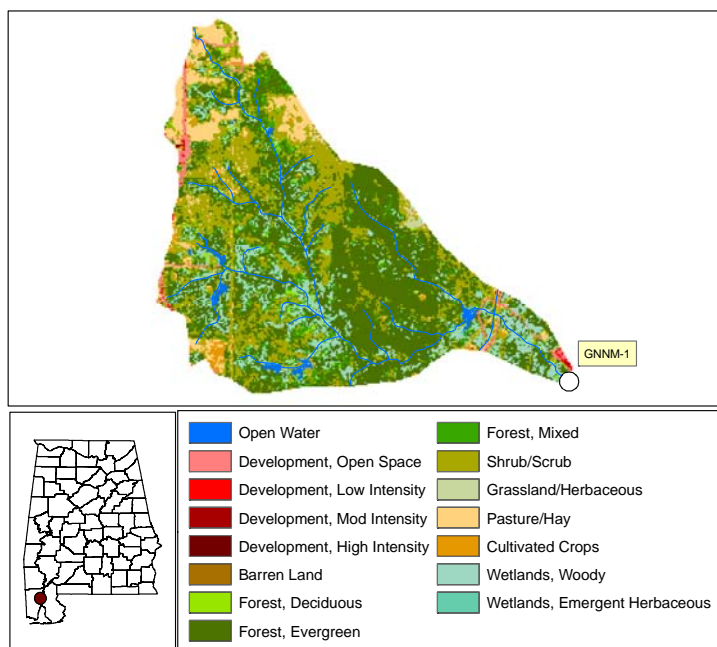 GNNM-1
Open Water
Development, Open Space
Development, Low Intensity
Development, Mod Intensity
Development, High Intensity
Barren Land
Forest, Deciduous
Forest, Evergreen
Forest, Mixed
Shrub/Scrub
Grassland/Herbaceous
Pasture/Hay
Cultivated Crops
Wetlands, Woody
Wetlands, Emergent Herbaceous